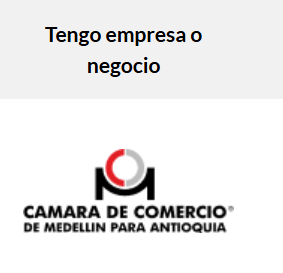 Tengo empresa o
negocio
CAMARA DE COMERCIO®
DE MEDELLIN PARA ANTIOQUIA